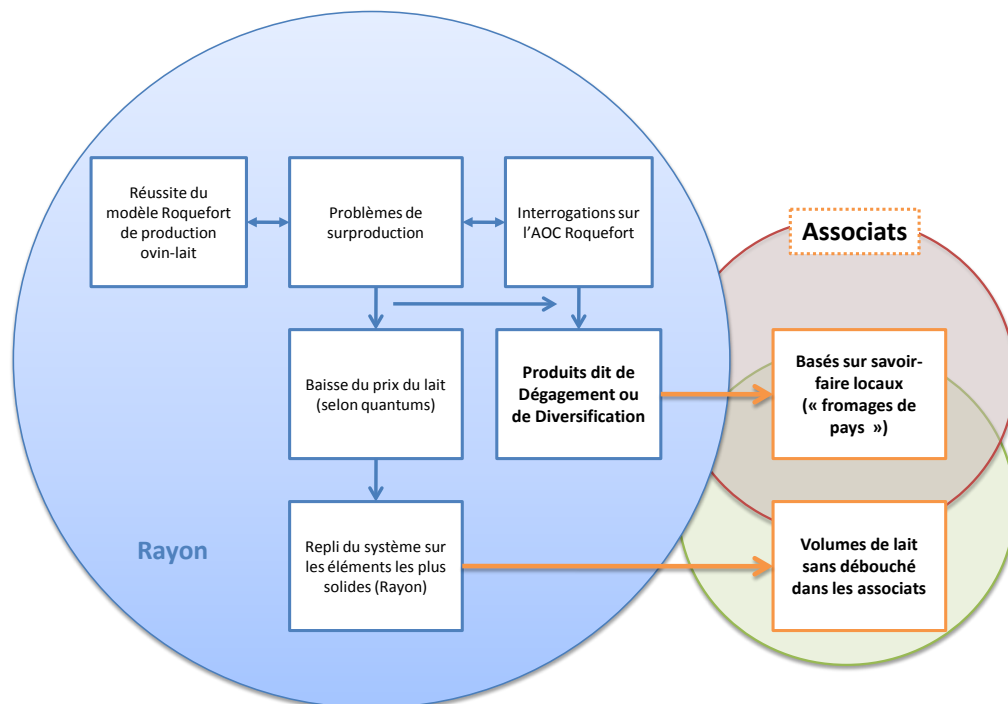 Réussite du
modèle Roquefort
de production
ovin-lait
Problèmes de
surproduction
Interrogations sur
l'AOC Roquefort
Associats
Baisse du prix du lait
(selon quantums)
Produits dit de
Dégagement ou
de Diversification
Basés sur savoir-
faire locaux
(« fromages de
pays  »)
Rayon
Repli du système sur
les éléments les plus
solides (Rayon)
Volumes de lait
sans débouché
dans les associats